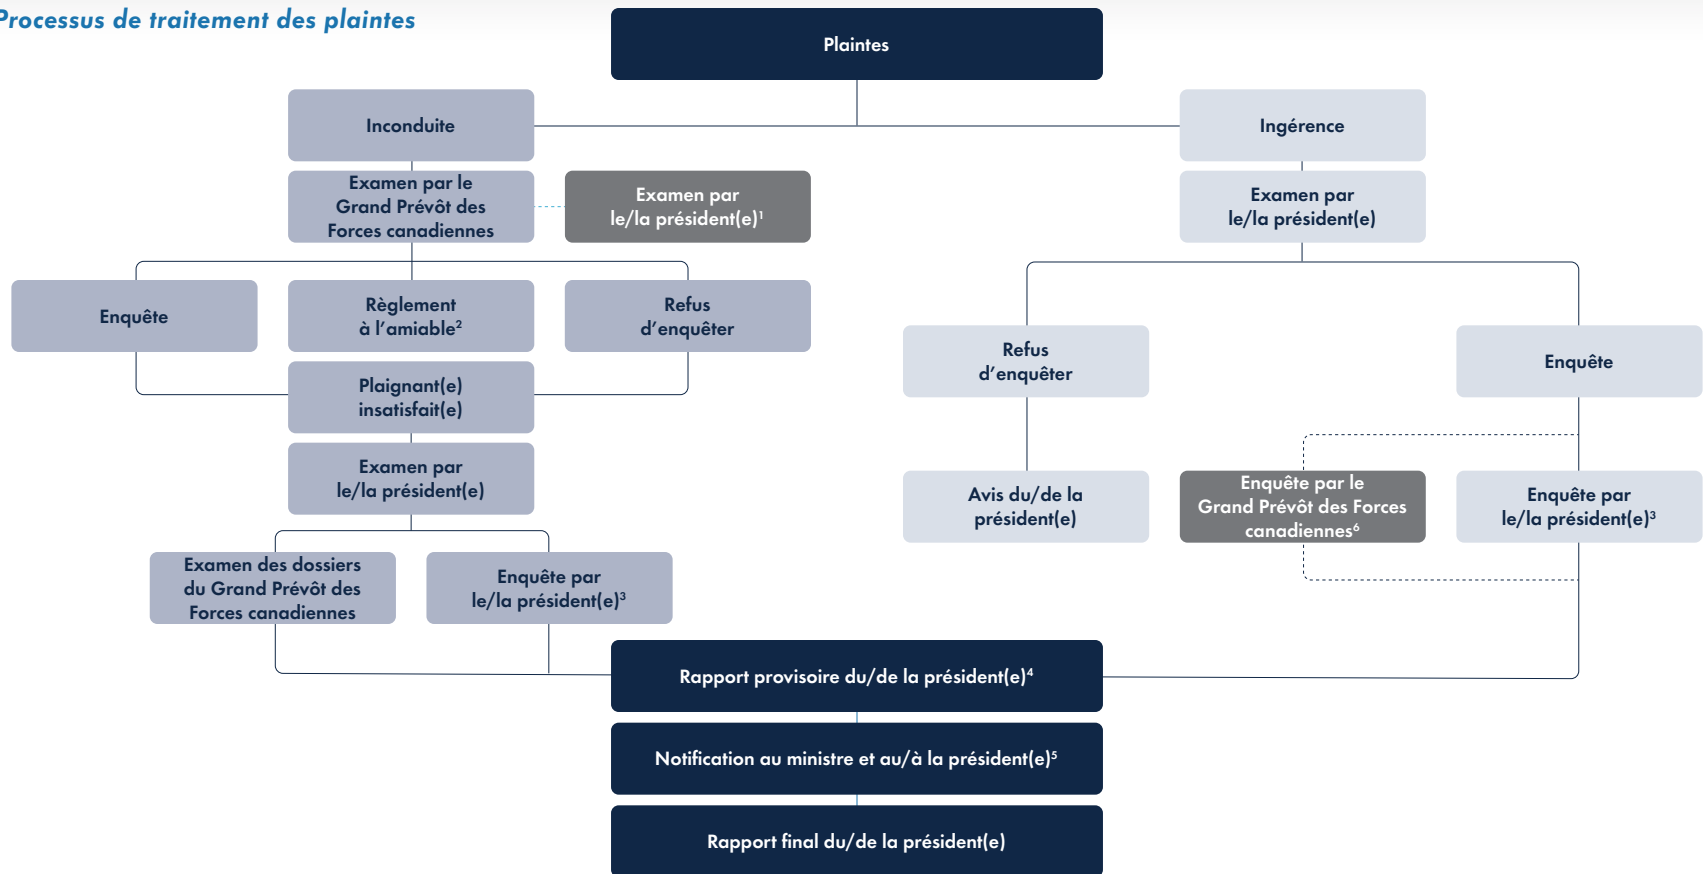 Processus de traitement des plaintes
Plaintes
Inconduite
Ingérence
Examen par le
Grand Prévôt des
Forces canadiennes
Examen par
le/la président(e)¹
Examen par
le/la président(e)
Enquête
Règlement
à l’amiable²
Refus
d’enquêter
Refus
d’enquêter
Enquête
Plaignant(e)
insatisfait(e)
Examen par
le/la président(e)
Avis du/de la
président(e)
Enquête par le
Grand Prévôt des Forces
canadiennes⁶
Enquête par
le/la président(e)³
Examen des dossiers
du Grand Prévôt des
Forces canadiennes
Enquête par
le/la président(e)³
Rapport provisoire du/de la président(e)⁴
Notification au ministre et au/à la président(e)⁵
Rapport final du/de la président(e)